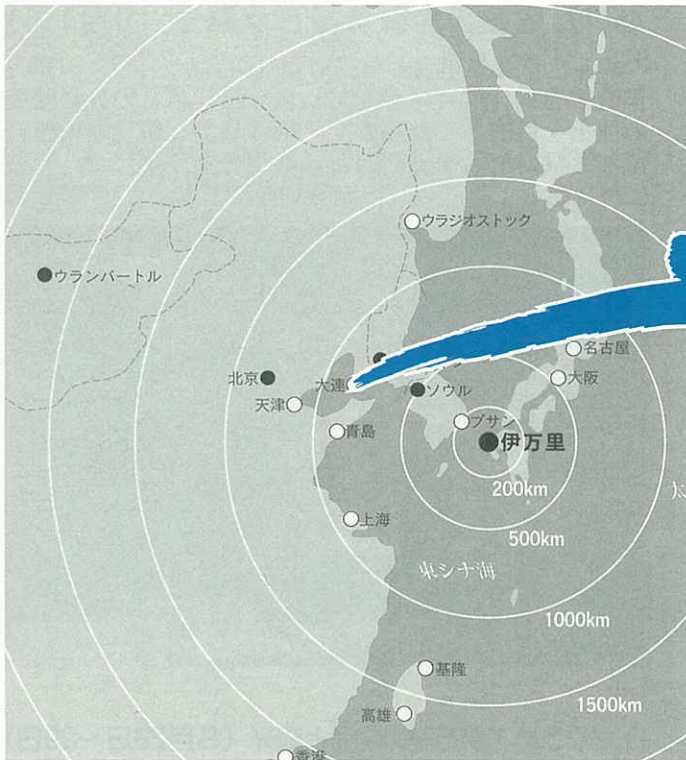 ウラジオストック
ウランバートル
名古屋
北京
大連
大阪
ソウル
天津
プサン
青島
伊万里
200km
上海
500km
東シナ海
1000km
基隆
1500km
高雄
香港